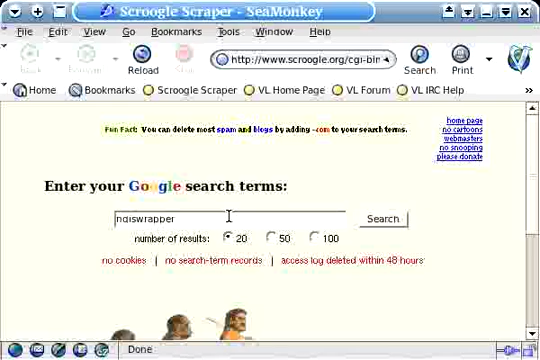 Scroogle Scraper - SeaMonkey
File Edit View Go Bookmarks Tools Window Help
Back Forward Reload Stop http://www.scroogle.org/cgi-bin Search Print
Home Bookmarks Scroogle Scraper VL Home Page VL Forum VL IRC Help
Fun Fact: You can delete most spam and blogs by adding -com to your search terms.
home page
no cartoons
webmasters
no snooping
please donate
Enter your Google search terms:
ndiswrapper Search
number of results: 20 50 100
no cookies | no search-term records | access log deleted within 48 hours
Done